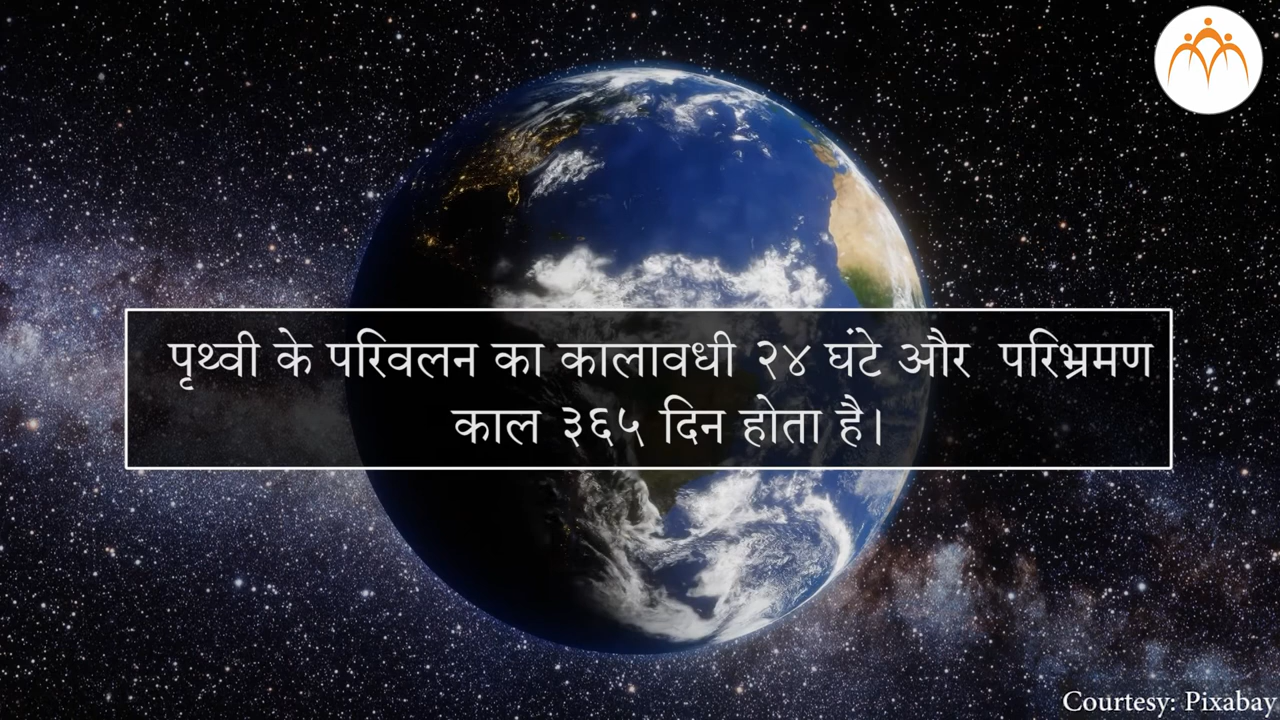 पृथ्वी के परिवलन का कालावधी २४ घंटे और परिभ्रमण
काल ३६५ दिन होता है।
Courtesy: Pixabay